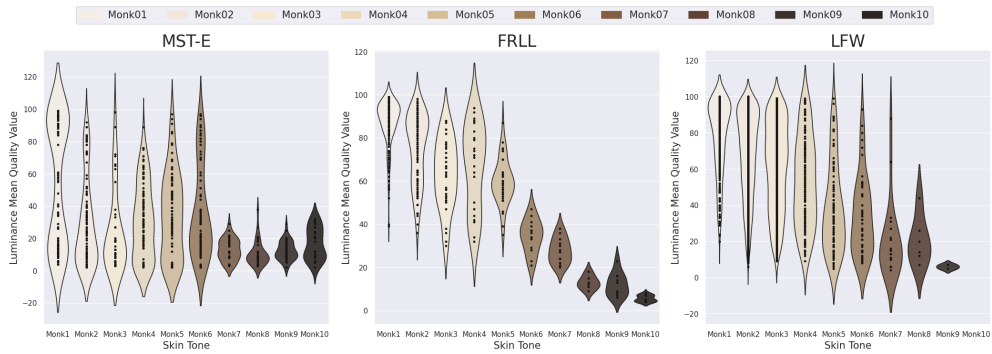 Monk01 Monk02 Monk03 Monk04 Monk05 Monk06 Monk07 Monk08 Monk09 Monk10
MST-E
Luminance Mean Quality Value
120
100
80
60
40
20
0
−20
Monk1 Monk2 Monk3 Monk4 Monk5 Monk6 Monk7 Monk8 Monk9 Monk10
Skin Tone
FRLL
Luminance Mean Quality Value
120
100
80
60
40
20
0
Monk1 Monk2 Monk3 Monk4 Monk5 Monk6 Monk7 Monk8 Monk9 Monk10
Skin Tone
LFW
Luminance Mean Quality Value
120
100
80
60
40
20
0
−20
Monk1 Monk2 Monk3 Monk4 Monk5 Monk6 Monk7 Monk8 Monk9 Monk10
Skin Tone